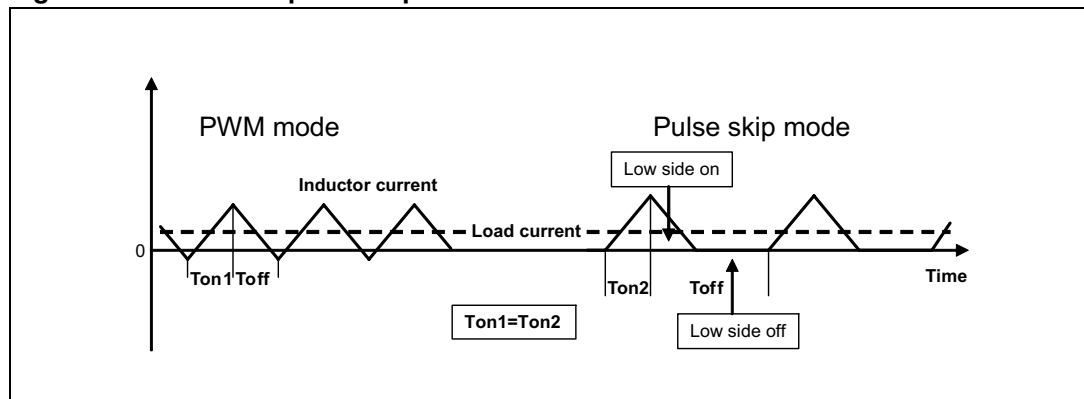 PWM mode
Pulse skip mode
Low side on
Inductor current
Load current
0
Ton1 Toff
Ton2
Toff
Time
Ton1=Ton2
Low side off